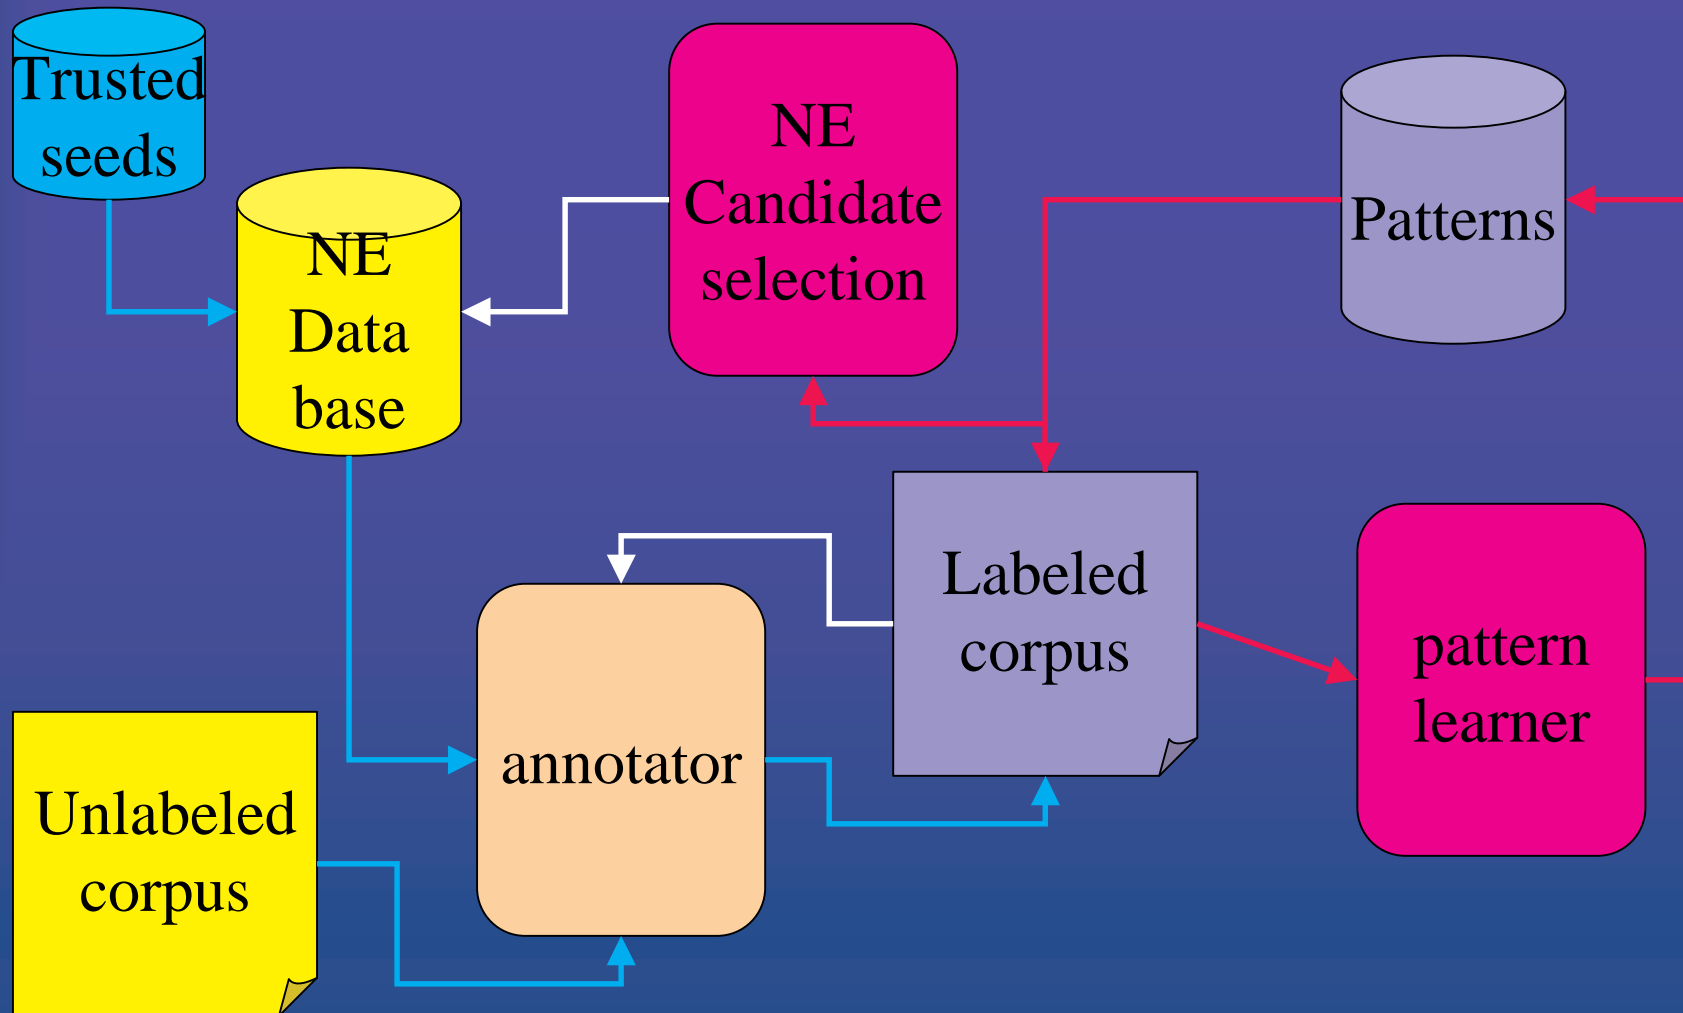 Trusted
seeds
NE
Data
base
NE
Candidate
selection
Patterns
Labeled
corpus
pattern
learner
annotator
Unlabeled
corpus